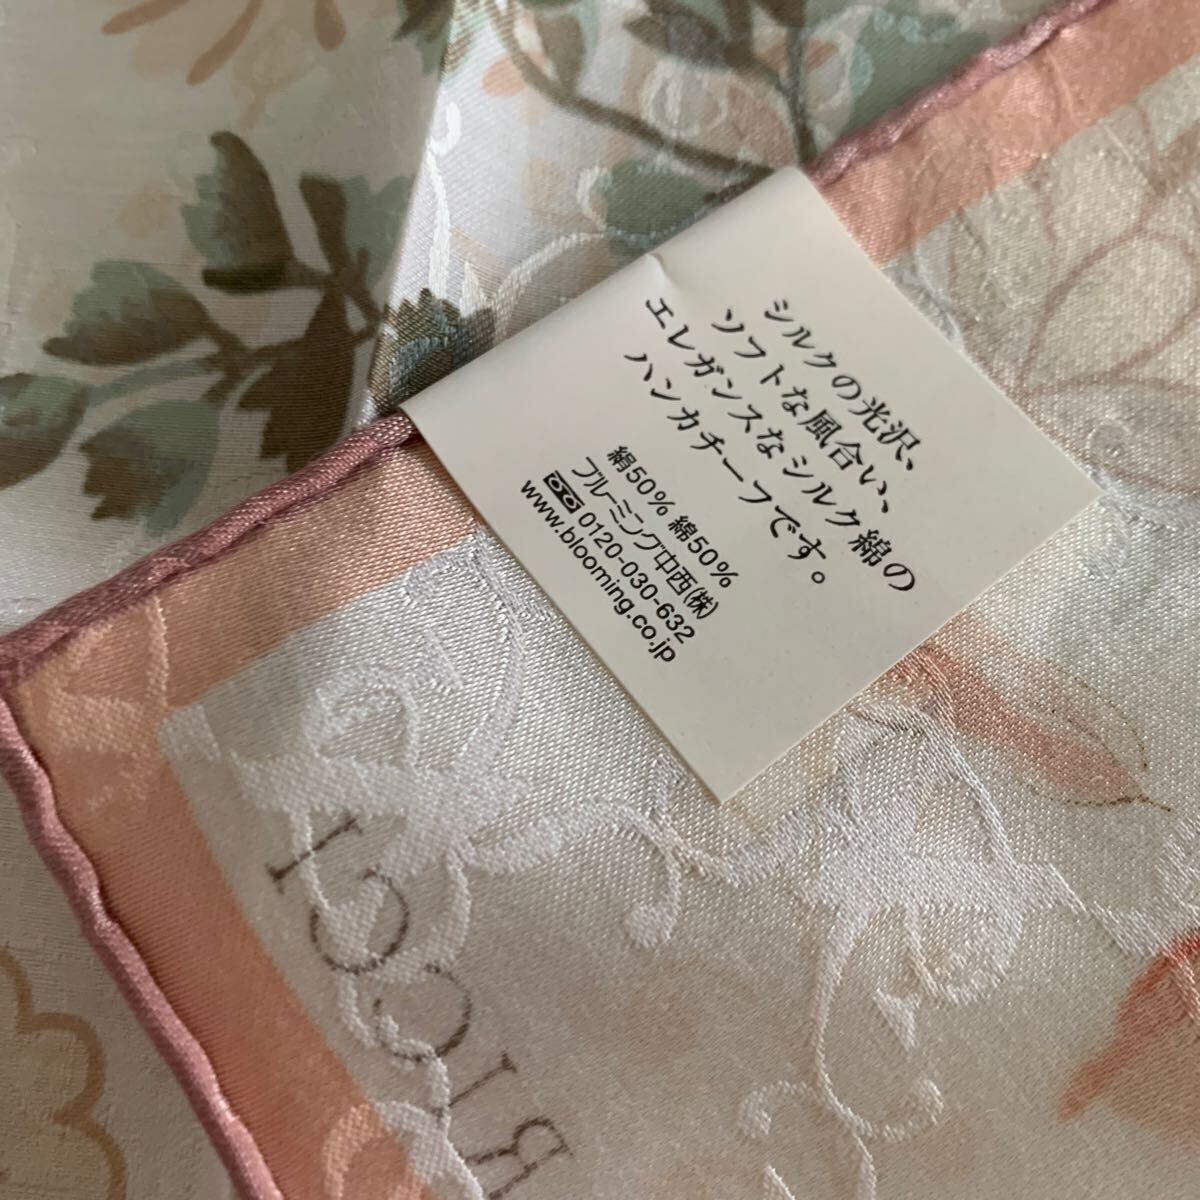 シルクの光沢、
ソフトな風合い、
エレガンスなシルク綿の
ハンカチーフです。
絹50% 綿50%
ブルーミング中西(株)
0120-030-632
www.blooming.co.jp
RICCI